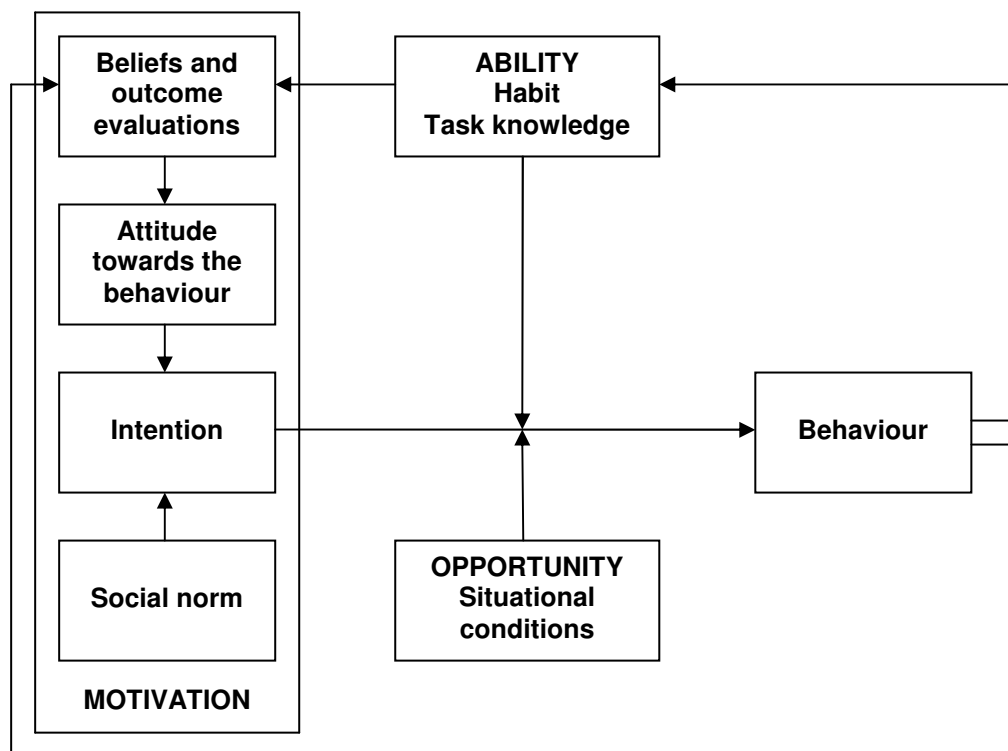 Beliefs and
outcome
evaluations
ABILITY
Habit
Task knowledge
Attitude
towards the
behaviour
Intention
Behaviour
Social norm
OPPORTUNITY
Situational
conditions
MOTIVATION